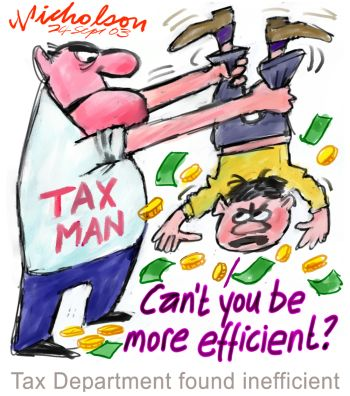 Nicholson
24 Sept 03
TAX
MAN
Can't you be
more efficient?
Tax Department found inefficient